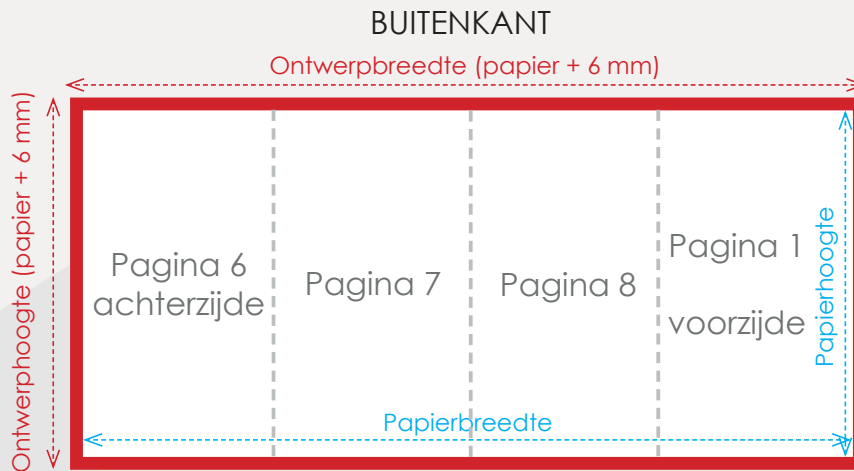 BUITENKANT
Ontwerpbreedte (papier + 6 mm)
Ontwerphoogte (papier + 6 mm)
Pagina 6
achterzijde
Pagina 7
Pagina 8
Pagina 1
voorzijde
Papierhoogte
Papierbreedte